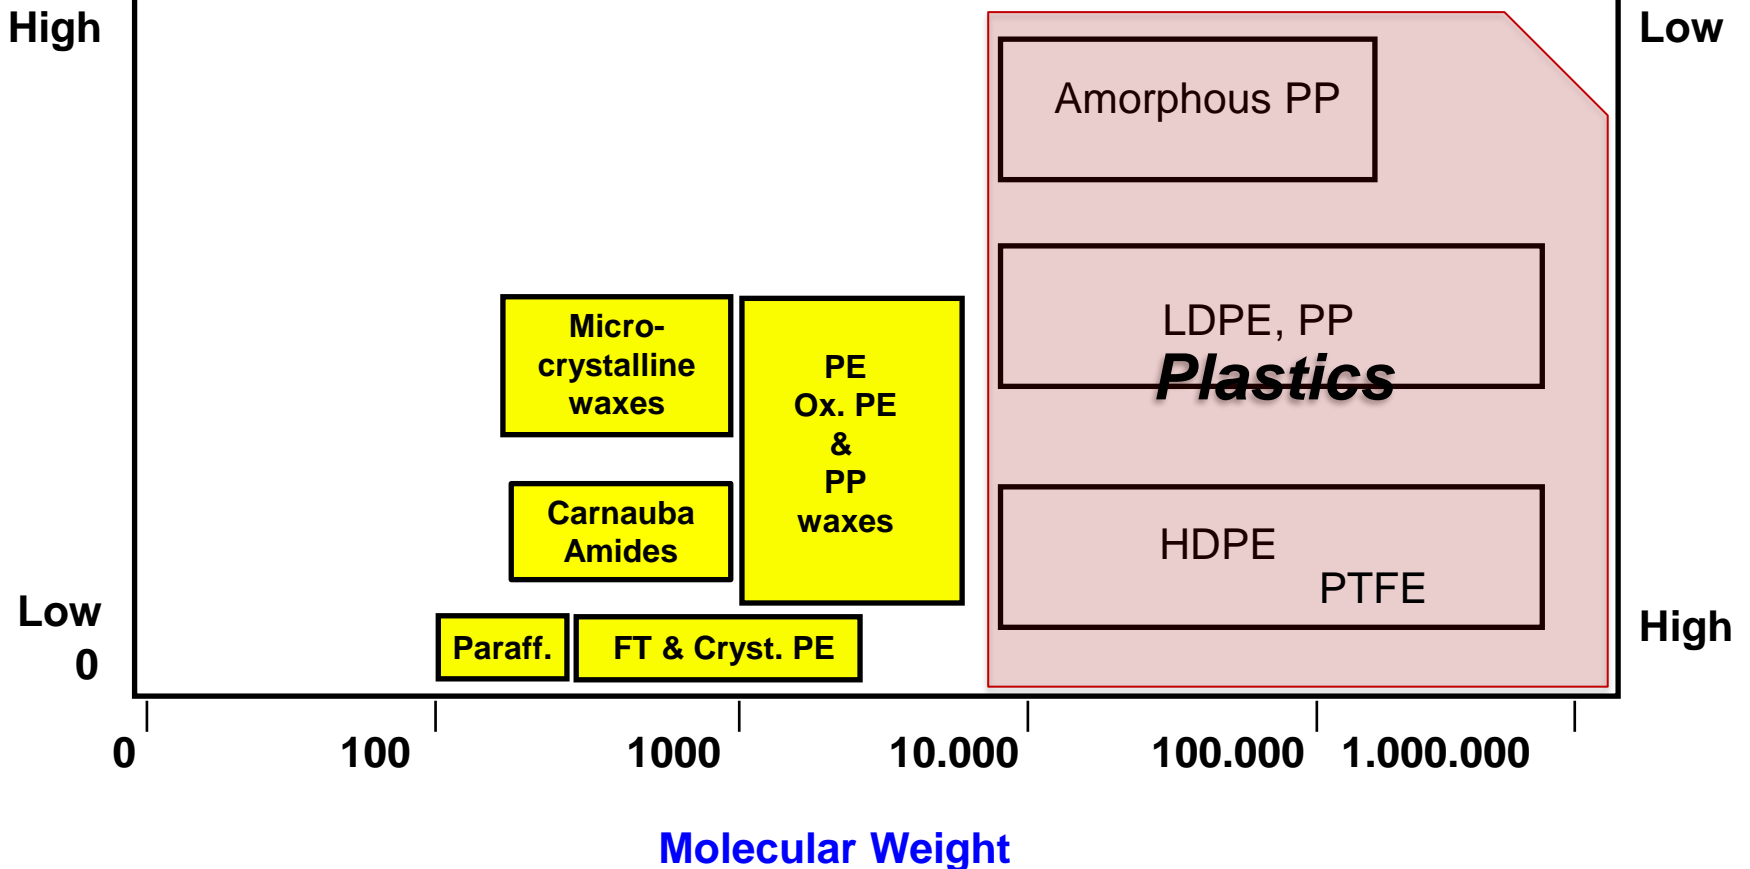 High
Low
Amorphous PP
Micro-
crystalline
waxes
PE
Ox. PE
&
PP
waxes
LDPE, PP
Plastics
Carnauba
Amides
HDPE
PTFE
Low
0
High
Paraff.
FT & Cryst. PE
0 100 1000 10.000 100.000 1.000.000
Molecular Weight